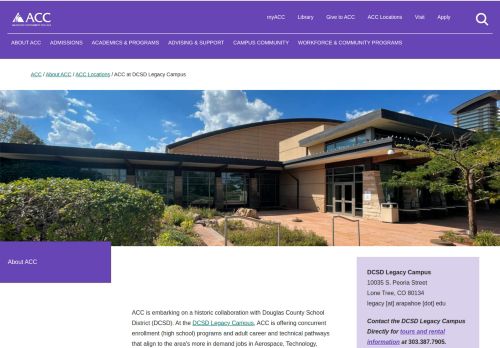 ACC
myACC Library Give to ACC ACC Locations Visit Apply
ABOUT ACC ADMISSIONS ACADEMICS & PROGRAMS ADVISING & SUPPORT CAMPUS COMMUNITY WORKFORCE & COMMUNITY PROGRAMS
ACC / About ACC / ACC Locations / ACC at DCSD Legacy Campus
About ACC
ACC is embarking on a historic collaboration with Douglas County School
District (DCSD). At the DCSD Legacy Campus, ACC is offering concurrent
enrollment (high school) programs and adult career and technical pathways
that align to the area's more in demand jobs in Aerospace, Technology,
DCSD Legacy Campus
10035 S. Peoria Street
Lone Tree, CO 80134
legacy [at] arapahoe [dot] edu
Contact the DCSD Legacy Campus
Directly for tours and rental
information at 303.387.7905.